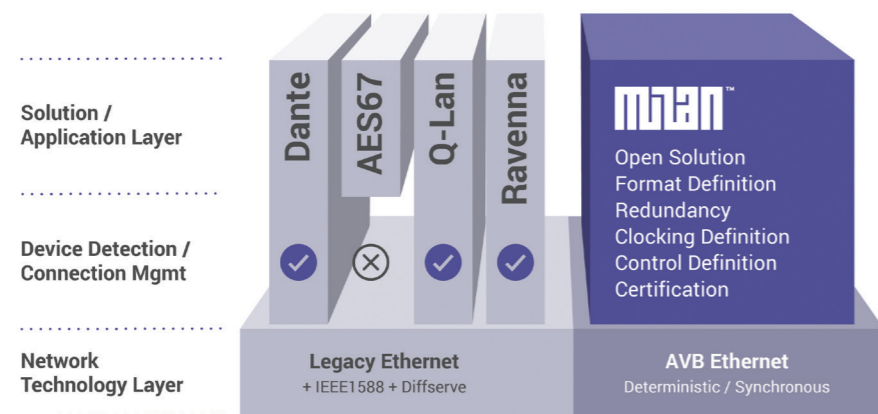 Solution /
Application Layer
Device Detection /
Connection Mgmt
Network
Technology Layer
Dante
AES67
Q-Lan
Ravenna
Legacy Ethernet
+ IEEE1588 + Diffserve
milan™
Open Solution
Format Definition
Redundancy
Clocking Definition
Control Definition
Certification
AVB Ethernet
Deterministic / Synchronous